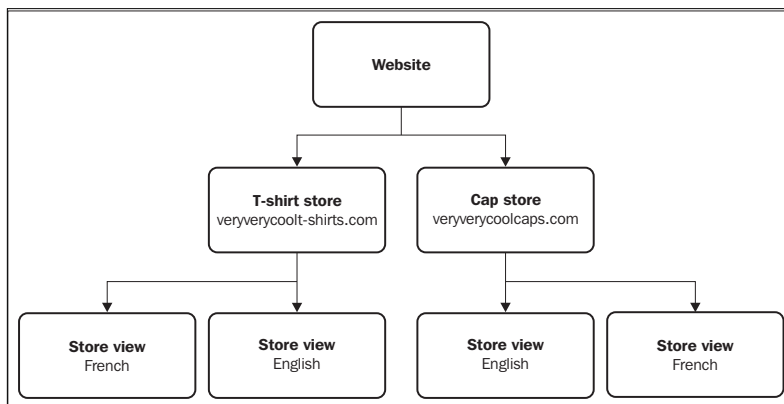 Website
T-shirt store
veryverycoolt-shirts.com
Cap store
veryverycoolcaps.com
Store view
French
Store view
English
Store view
English
Store view
French